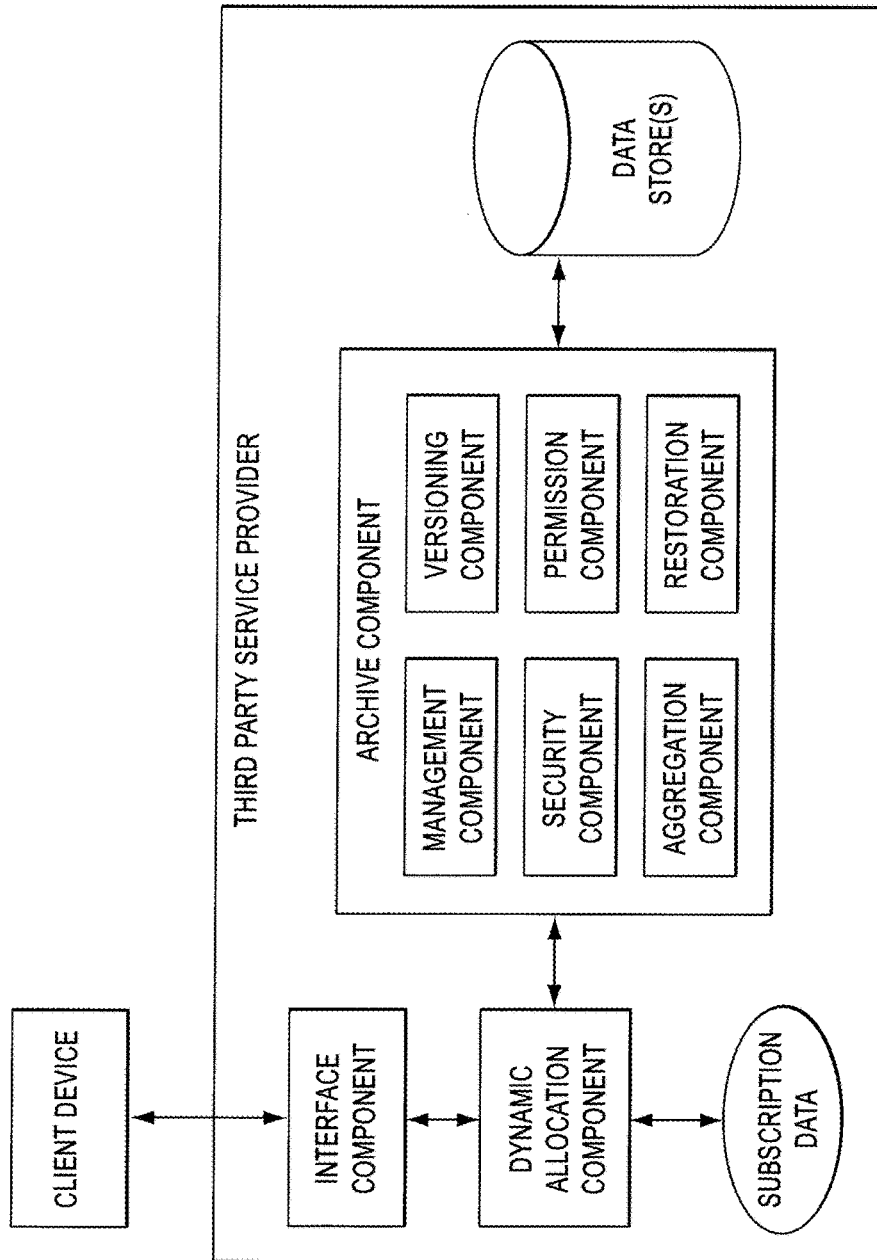 CLIENT DEVICE
THIRD PARTY SERVICE PROVIDER
INTERFACE
COMPONENT
DYNAMIC
ALLOCATION
COMPONENT
SUBSCRIPTION
DATA
ARCHIVE COMPONENT
MANAGEMENT
COMPONENT
VERSIONING
COMPONENT
SECURITY
COMPONENT
PERMISSION
COMPONENT
AGGREGATION
COMPONENT
RESTORATION
COMPONENT
DATA
STORE(S)